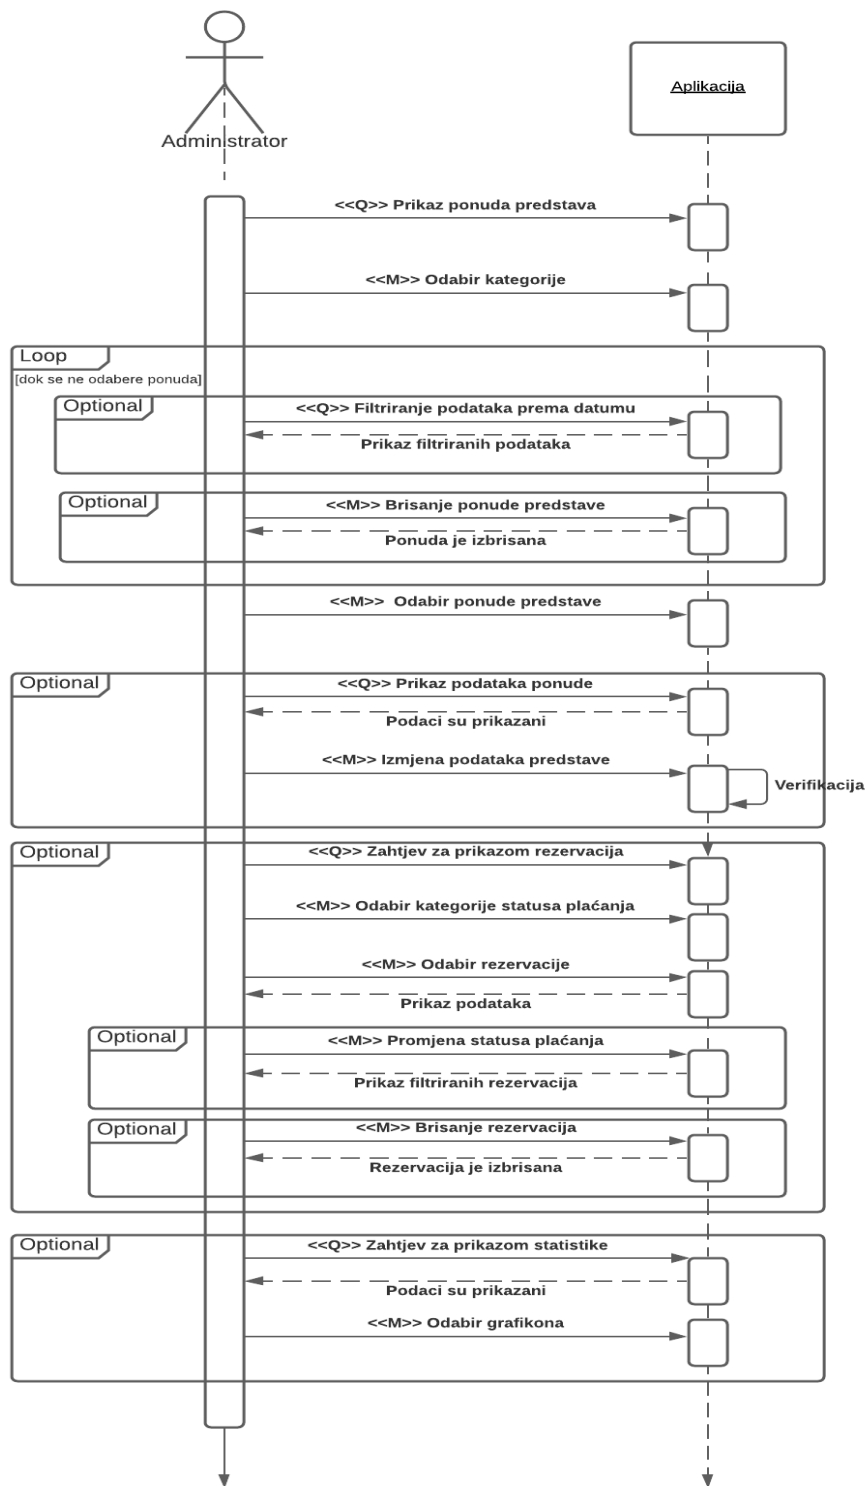 Aplikacija
Administrator
<<Q>> Prikaz ponuda predstava
<<M>> Odabir kategorije
Loop
[dok se ne odabere ponuda]
Optional
<<Q>> Filtriranje podataka prema datumu
Prikaz filtriranih podataka
Optional
<<M>> Brisanje ponude predstave
Ponuda je izbrisana
<<M>>  Odabir ponude predstave
Optional
<<Q>> Prikaz podataka ponude
Podaci su prikazani
<<M>> Izmjena podataka predstave
Verifikacija
Optional
<<Q>> Zahtjev za prikazom rezervacija
<<M>> Odabir kategorije statusa plaćanja
<<M>> Odabir rezervacije
Prikaz podataka
Optional
<<M>> Promjena statusa plaćanja
Prikaz filtriranih rezervacija
Optional
<<M>> Brisanje rezervacija
Rezervacija je izbrisana
Optional
<<Q>> Zahtjev za prikazom statistike
Podaci su prikazani
<<M>> Odabir grafikona